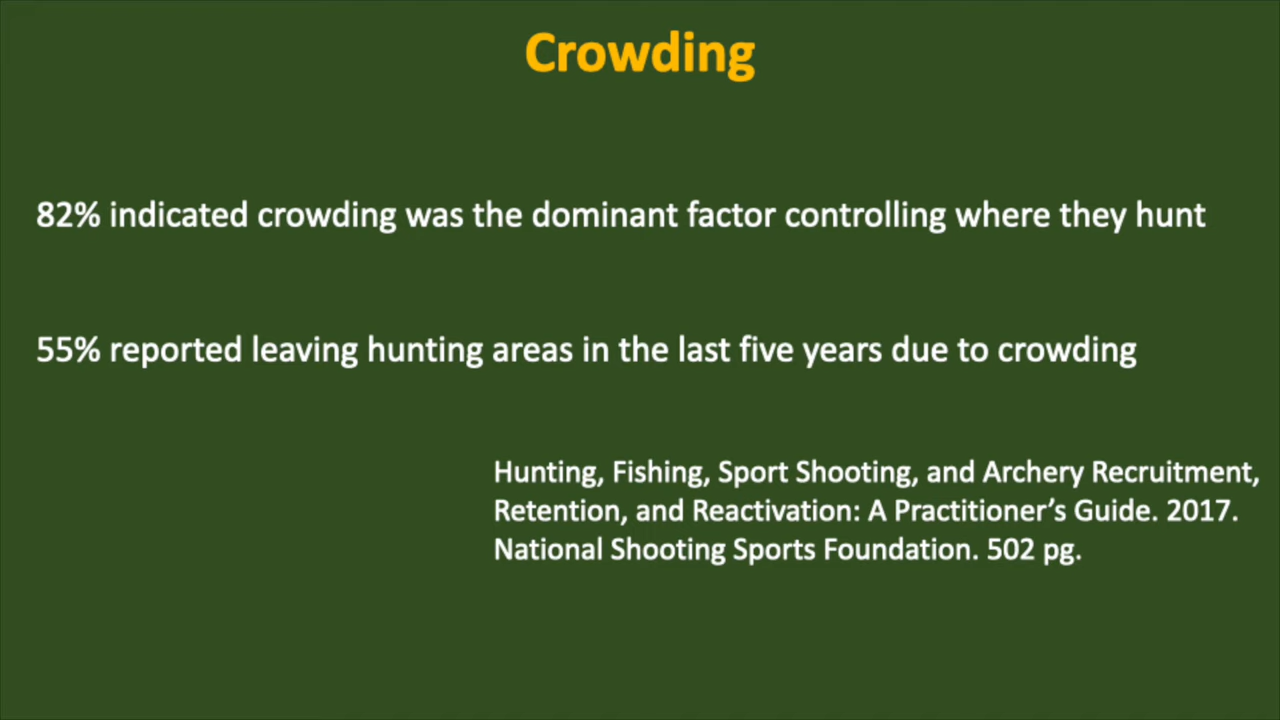 Crowding
82% indicated crowding was the dominant factor controlling where they hunt
55% reported leaving hunting areas in the last five years due to crowding
Hunting, Fishing, Sport Shooting, and Archery Recruitment,
Retention, and Reactivation: A Practitioner’s Guide. 2017.
National Shooting Sports Foundation. 502 pg.